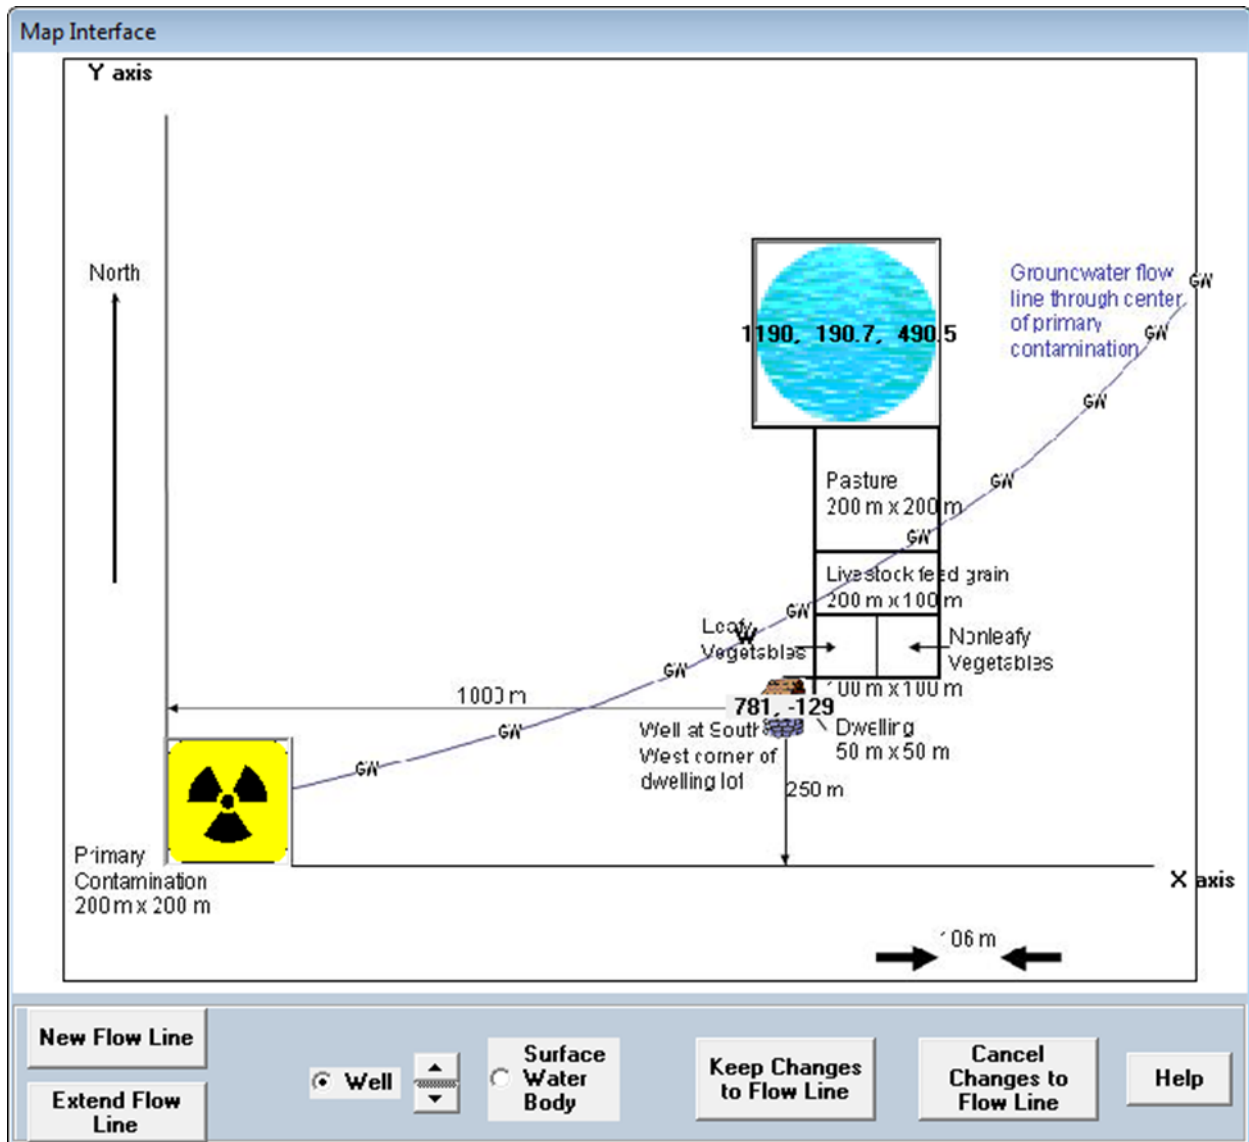 Map Interface
Y axis
North
Groundwater flow
line through center
of primary
contamination
GW
1190, 190.7, 490.5
GW
GW
Pasture
200 m x 200 m
GW
GW
Livestock feed grain
200 m x 100 m
GW
Leafy
W
Vegetables
Nonleafy
Vegetables
GW
100 m x 100 m
1000 m
781, -129
GW
Well at South
West corner of
dwelling lot
Dwelling
50 m x 50 m
GW
250 m
Primary
Contamination
200 m x 200 m
X axis
106 m
New Flow Line
Extend Flow
Line
Well
Surface
Water
Body
Keep Changes
to Flow Line
Cancel
Changes to
Flow Line
Help